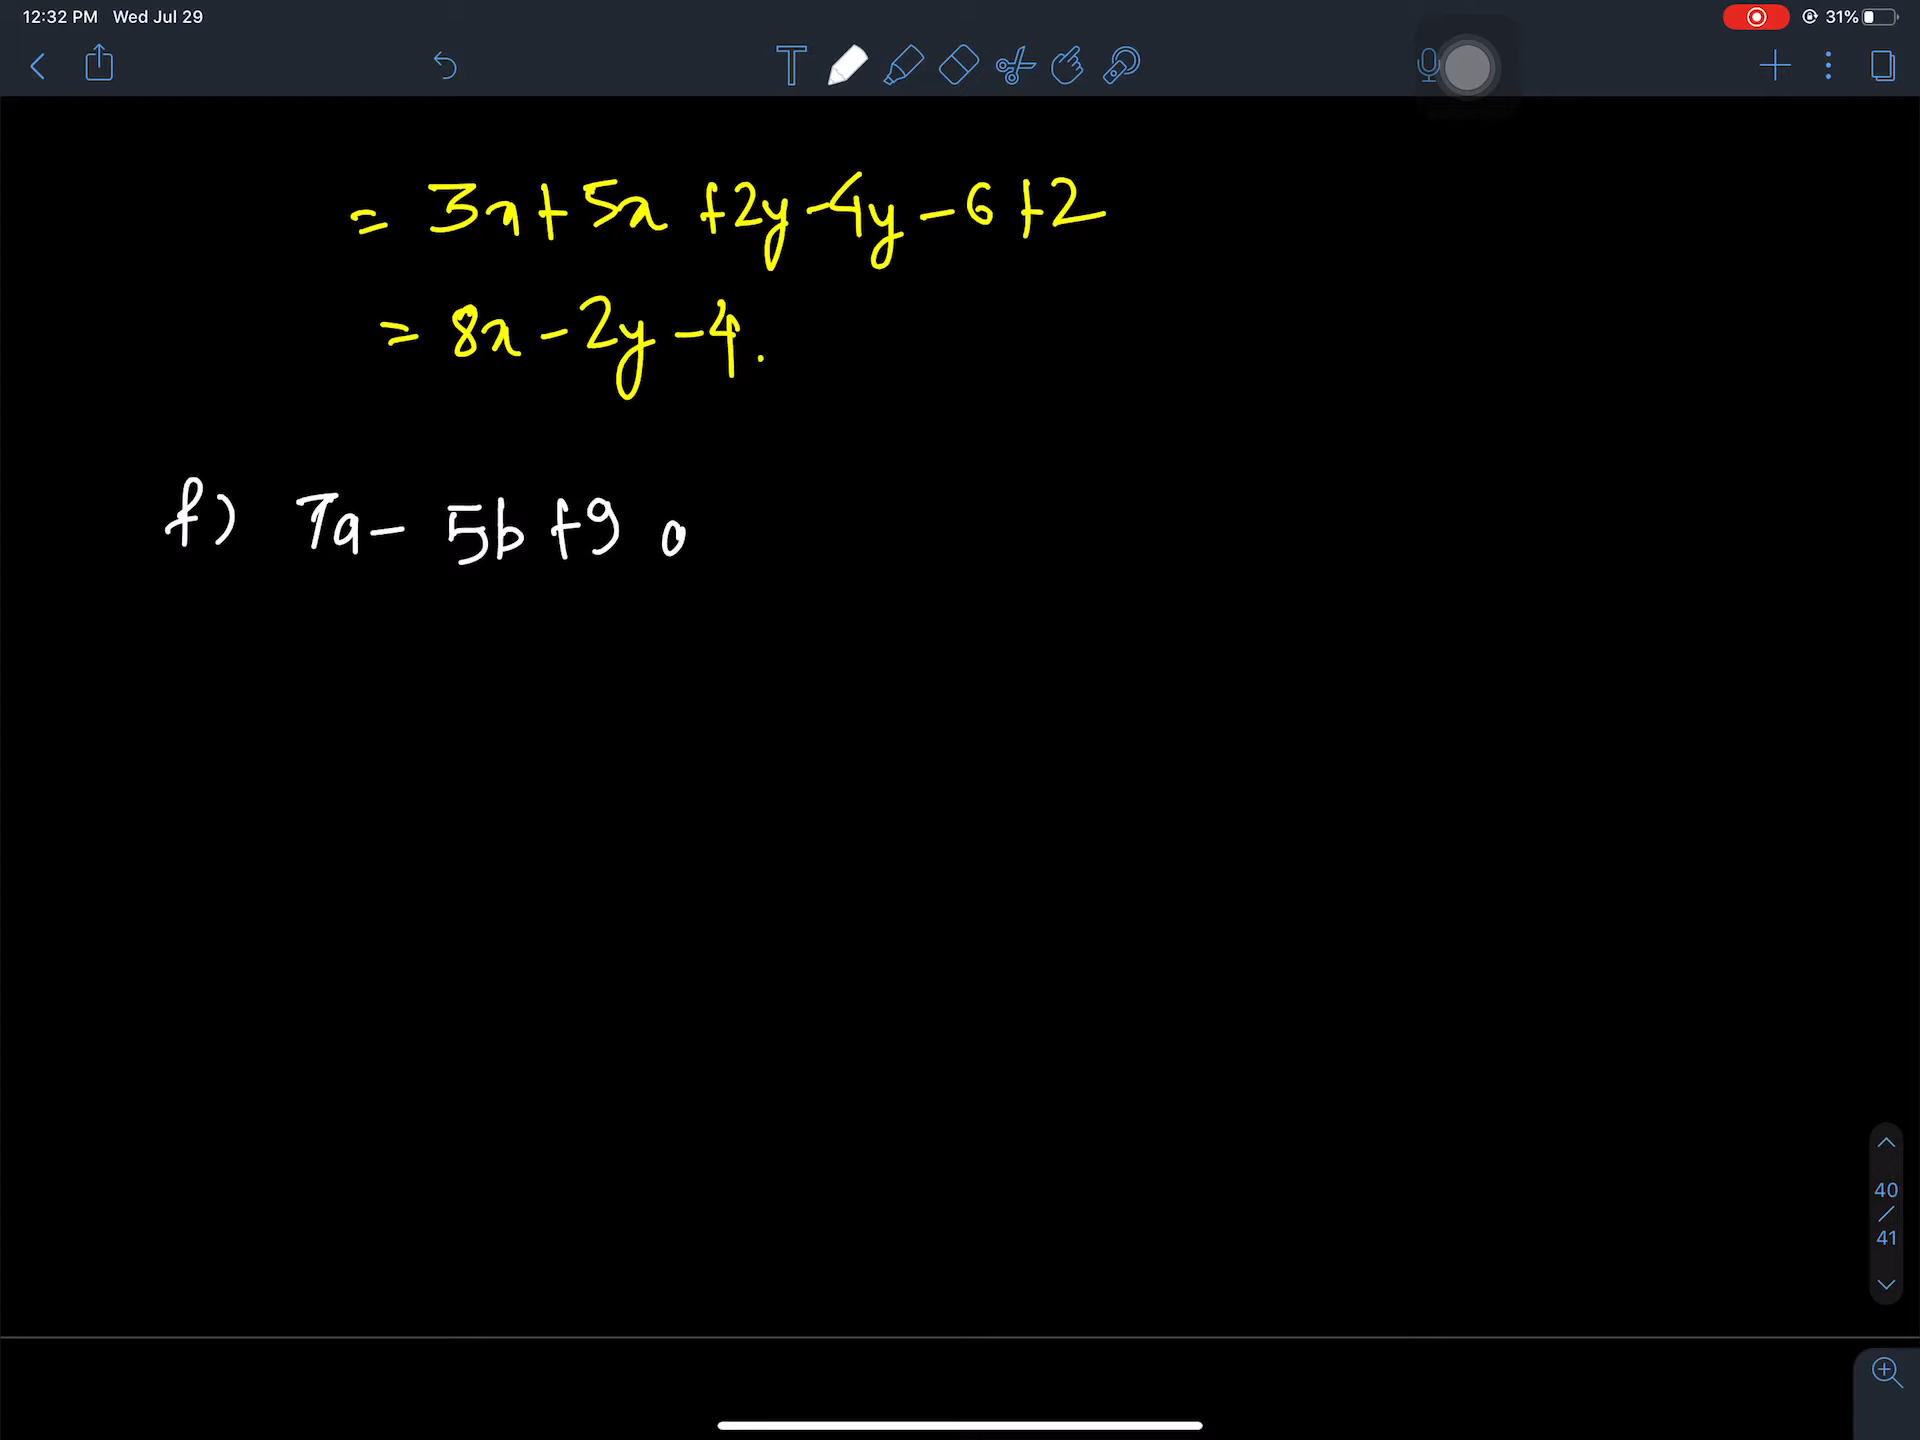 12:32 PM Wed Jul 29 31%
= 3x + 5x + 2y - 4y - 6 + 2
= 8x - 2y - 4.
f) 7a - 5b + 9 a
40
/
41